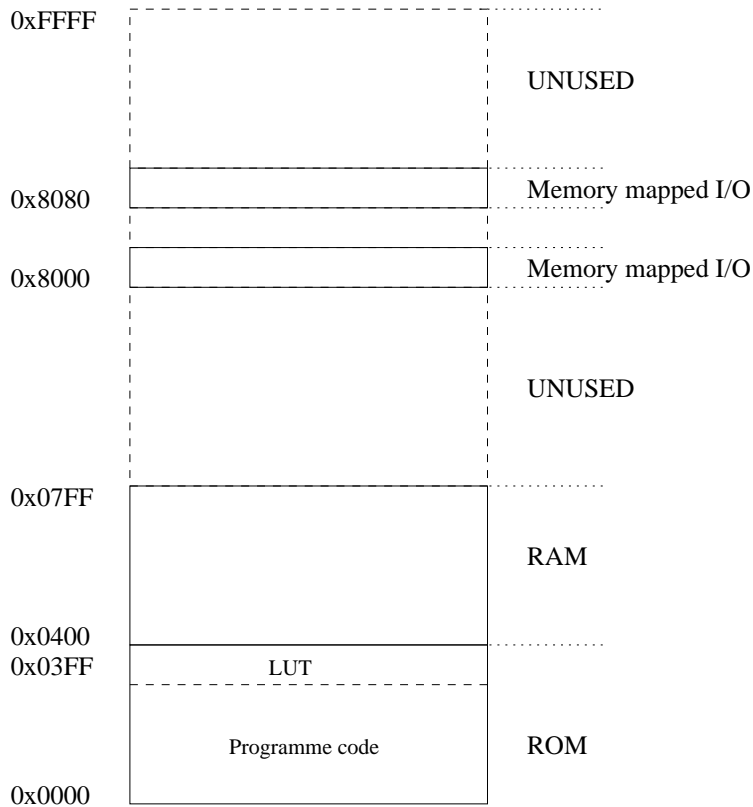 0xFFFF
UNUSED
0x8080
Memory mapped I/O
0x8000
Memory mapped I/O
UNUSED
0x07FF
RAM
0x0400
0x03FF
LUT
Programme code
ROM
0x0000